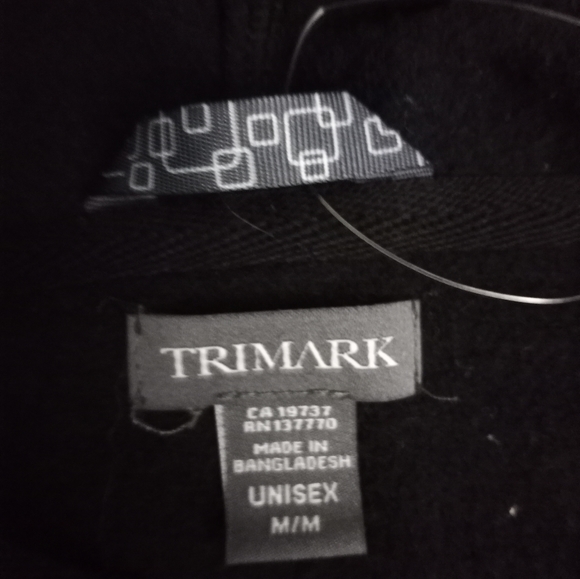 TRIMARK
CA 19737
RN 137770
MADE IN
BANGLADESH
UNISEX
M/M